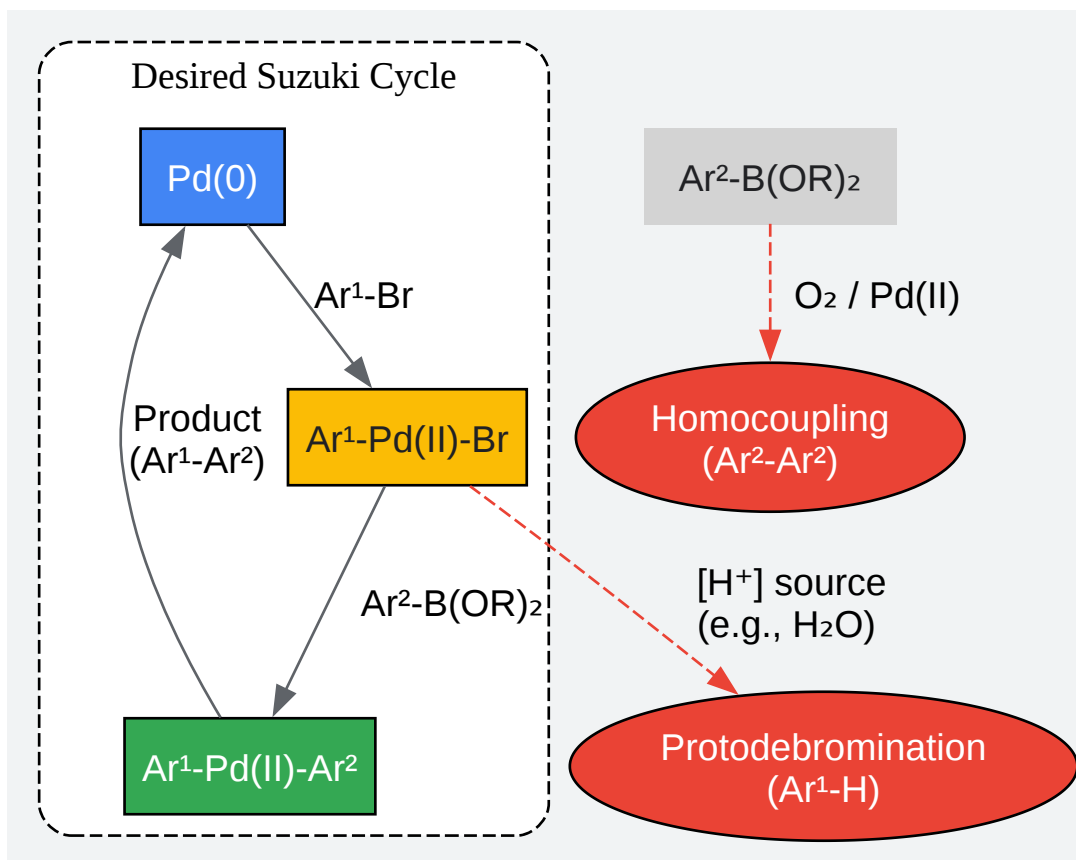 Desired Suzuki Cycle
Pd(0)
Ar²-B(OR)₂
Ar¹-Br
O₂ / Pd(II)
Product
(Ar¹-Ar²)
Ar¹-Pd(II)-Br
Homocoupling
(Ar²-Ar²)
Ar²-B(OR)₂
[H⁺] source
(e.g., H₂O)
Ar¹-Pd(II)-Ar²
Protodebromination
(Ar¹-H)